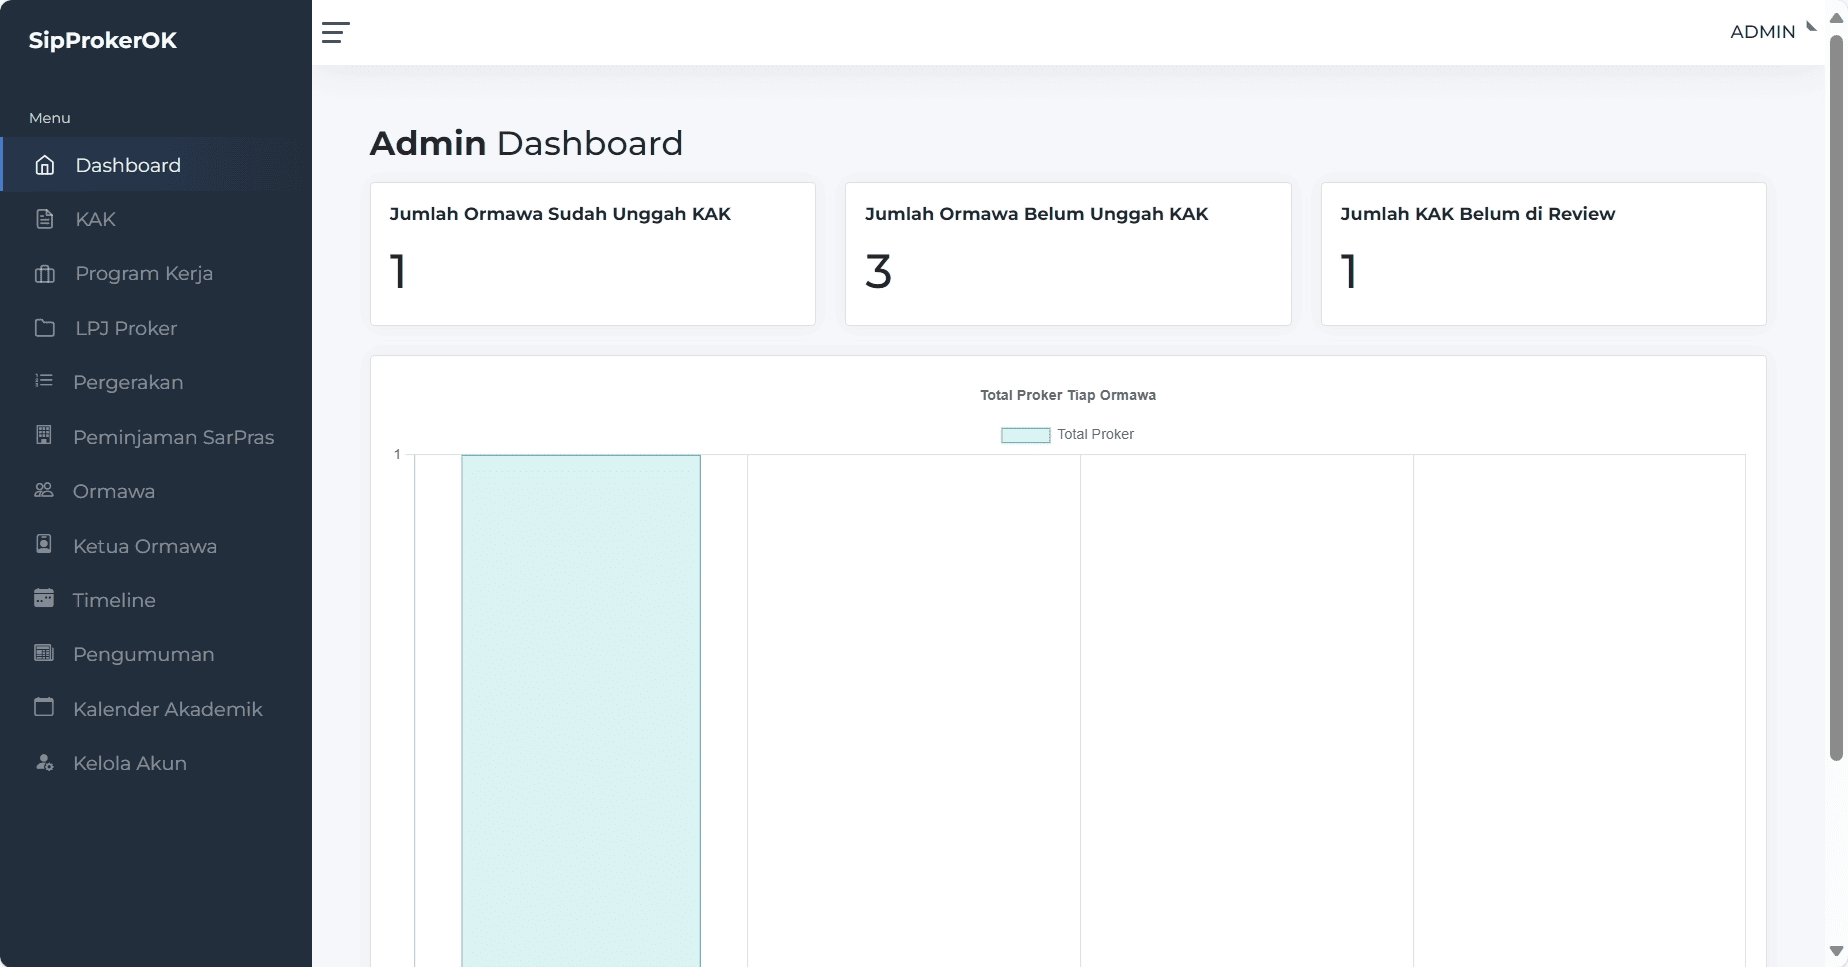 SipProkerOK
ADMIN
Menu
Dashboard
KAK
Program Kerja
LPJ Proker
Pergerakan
Peminjaman SarPras
Ormawa
Ketua Ormawa
Timeline
Pengumuman
Kalender Akademik
Kelola Akun
Admin Dashboard
Jumlah Ormawa Sudah Unggah KAK
1
Jumlah Ormawa Belum Unggah KAK
3
Jumlah KAK Belum di Review
1
Total Proker Tiap Ormawa
Total Proker
1